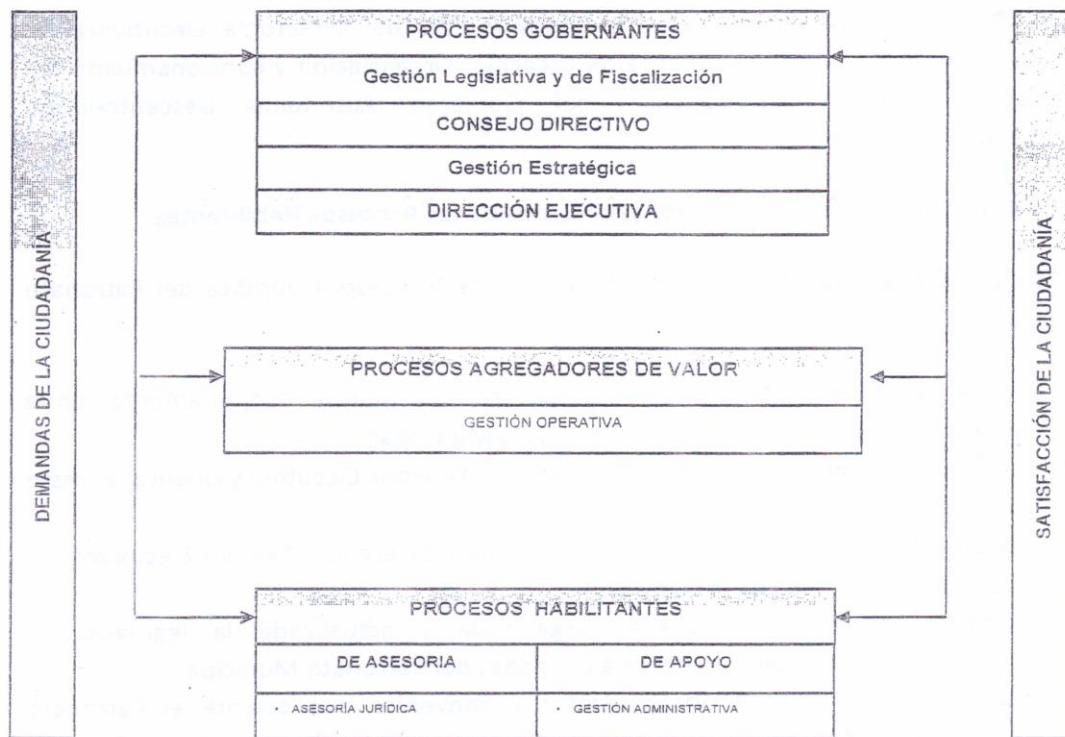 DEMANDAS DE LA CIUDADANÍA
PROCESOS GOBERNANTES
Gestión Legislativa y de Fiscalización
CONSEJO DIRECTIVO
Gestión Estratégica
DIRECCIÓN EJECUTIVA
PROCESOS AGREGADORES DE VALOR
GESTIÓN OPERATIVA
PROCESOS HABILITANTES
DE ASESORIA
DE APOYO
ASESORÍA JURÍDICA
GESTIÓN ADMINISTRATIVA
SATISFACCIÓN DE LA CIUDADANÍA